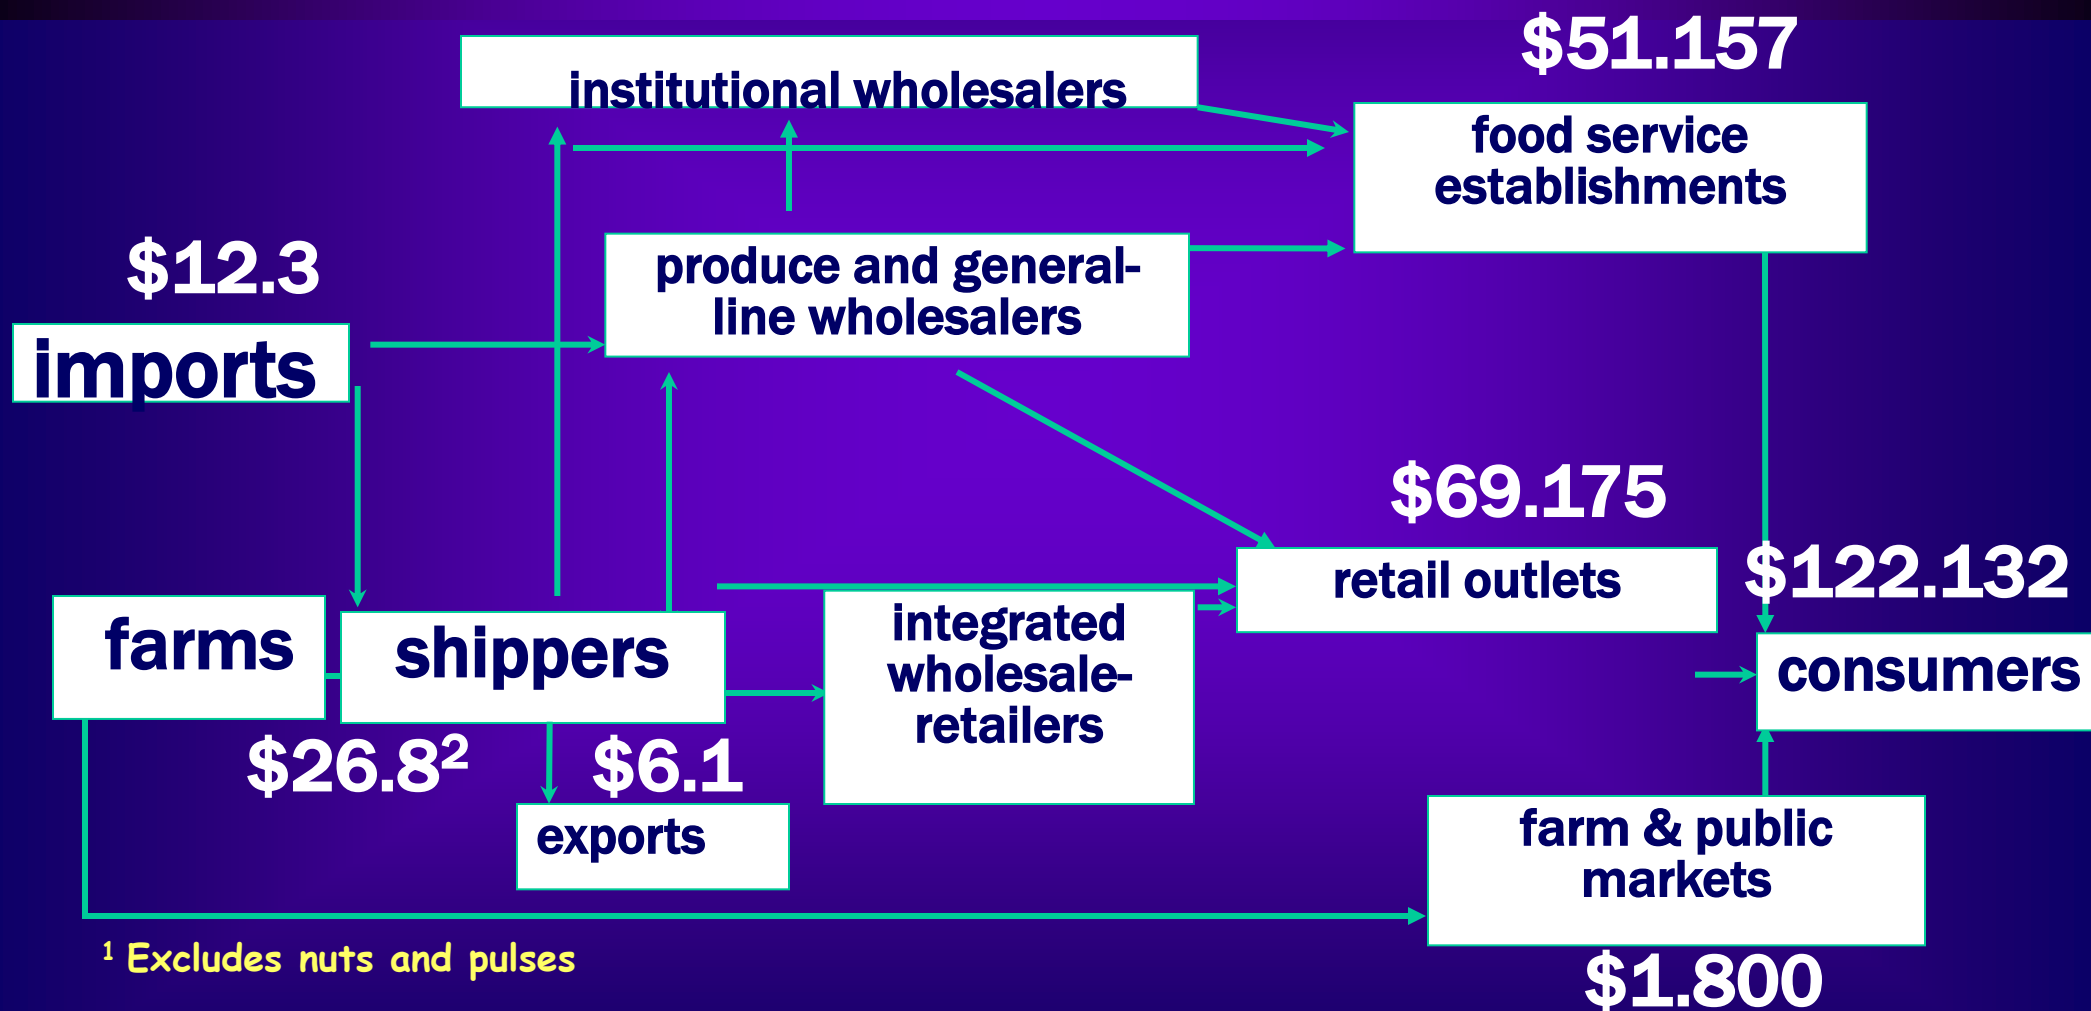 $51.157
institutional wholesalers
food service
establishments
$12.3
produce and general-
line wholesalers
imports
$69.175
retail outlets
$122.132
farms
shippers
integrated
wholesale-
retailers
consumers
$26.8²
$6.1
exports
farm & public
markets
¹ Excludes nuts and pulses
$1.800